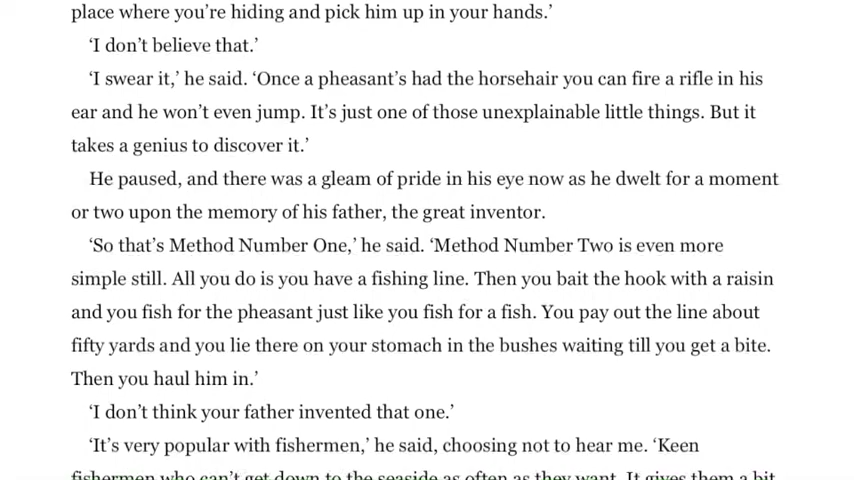 place where you’re hiding and pick him up in your hands.’
‘I don’t believe that.’
‘I swear it,’ he said. ‘Once a pheasant’s had the horsehair you can fire a rifle in his
ear and he won’t even jump. It’s just one of those unexplainable little things. But it
takes a genius to discover it.’
He paused, and there was a gleam of pride in his eye now as he dwelt for a moment
or two upon the memory of his father, the great inventor.
‘So that’s Method Number One,’ he said. ‘Method Number Two is even more
simple still. All you do is you have a fishing line. Then you bait the hook with a raisin
and you fish for the pheasant just like you fish for a fish. You pay out the line about
fifty yards and you lie there on your stomach in the bushes waiting till you get a bite.
Then you haul him in.’
‘I don’t think your father invented that one.’
‘It’s very popular with fishermen,’ he said, choosing not to hear me. ‘Keen
fishermen who can’t get down to the seaside as often as they want. It gives them a bit